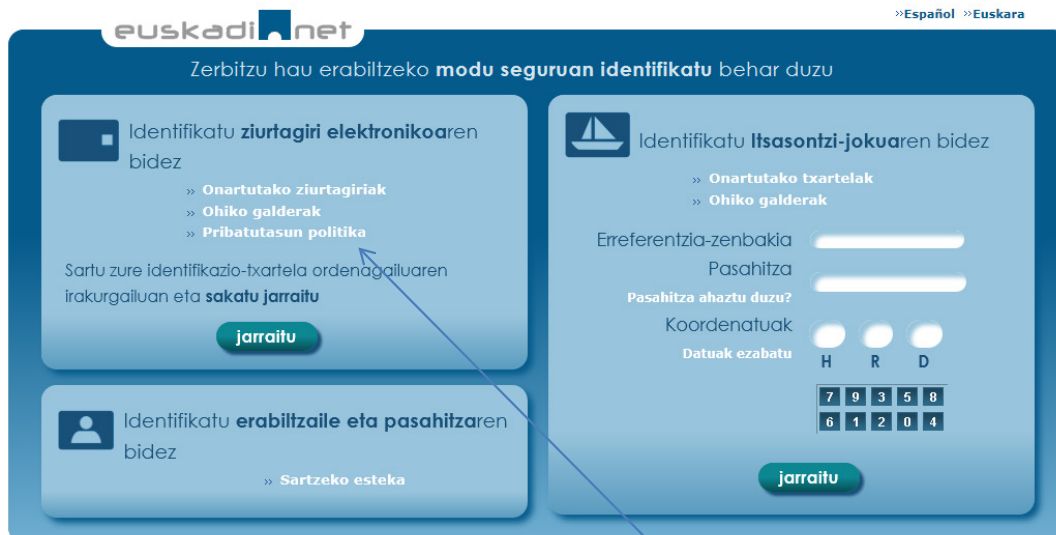 »Español »Euskara
euskadi.net
Zerbitzu hau erabiltzeko modu seguruan identifikatu behar duzu
Identifikatu ziurtagiri elektronikoaren
bidez
» Onartutako ziurtagiriak
» Ohiko galderak
» Pribatutasun politika
Sartu zure identifikazio-txartela ordenagailuaren
irakurgailuan eta sakatu jarraitu
jarraitu
Identifikatu erabiltzaile eta pasahitzaren
bidez
» Sartzeko esteka
Identifikatu Itsasontzi-jokuaren bidez
» Onartutako txartelak
» Ohiko galderak
Erreferentzia-zenbakia
Pasahitza
Pasahitza ahaztu duzu?
Koordenatuak
Datuak ezabatu
H R D
7 9 3 5 8
6 1 2 0 4
jarraitu